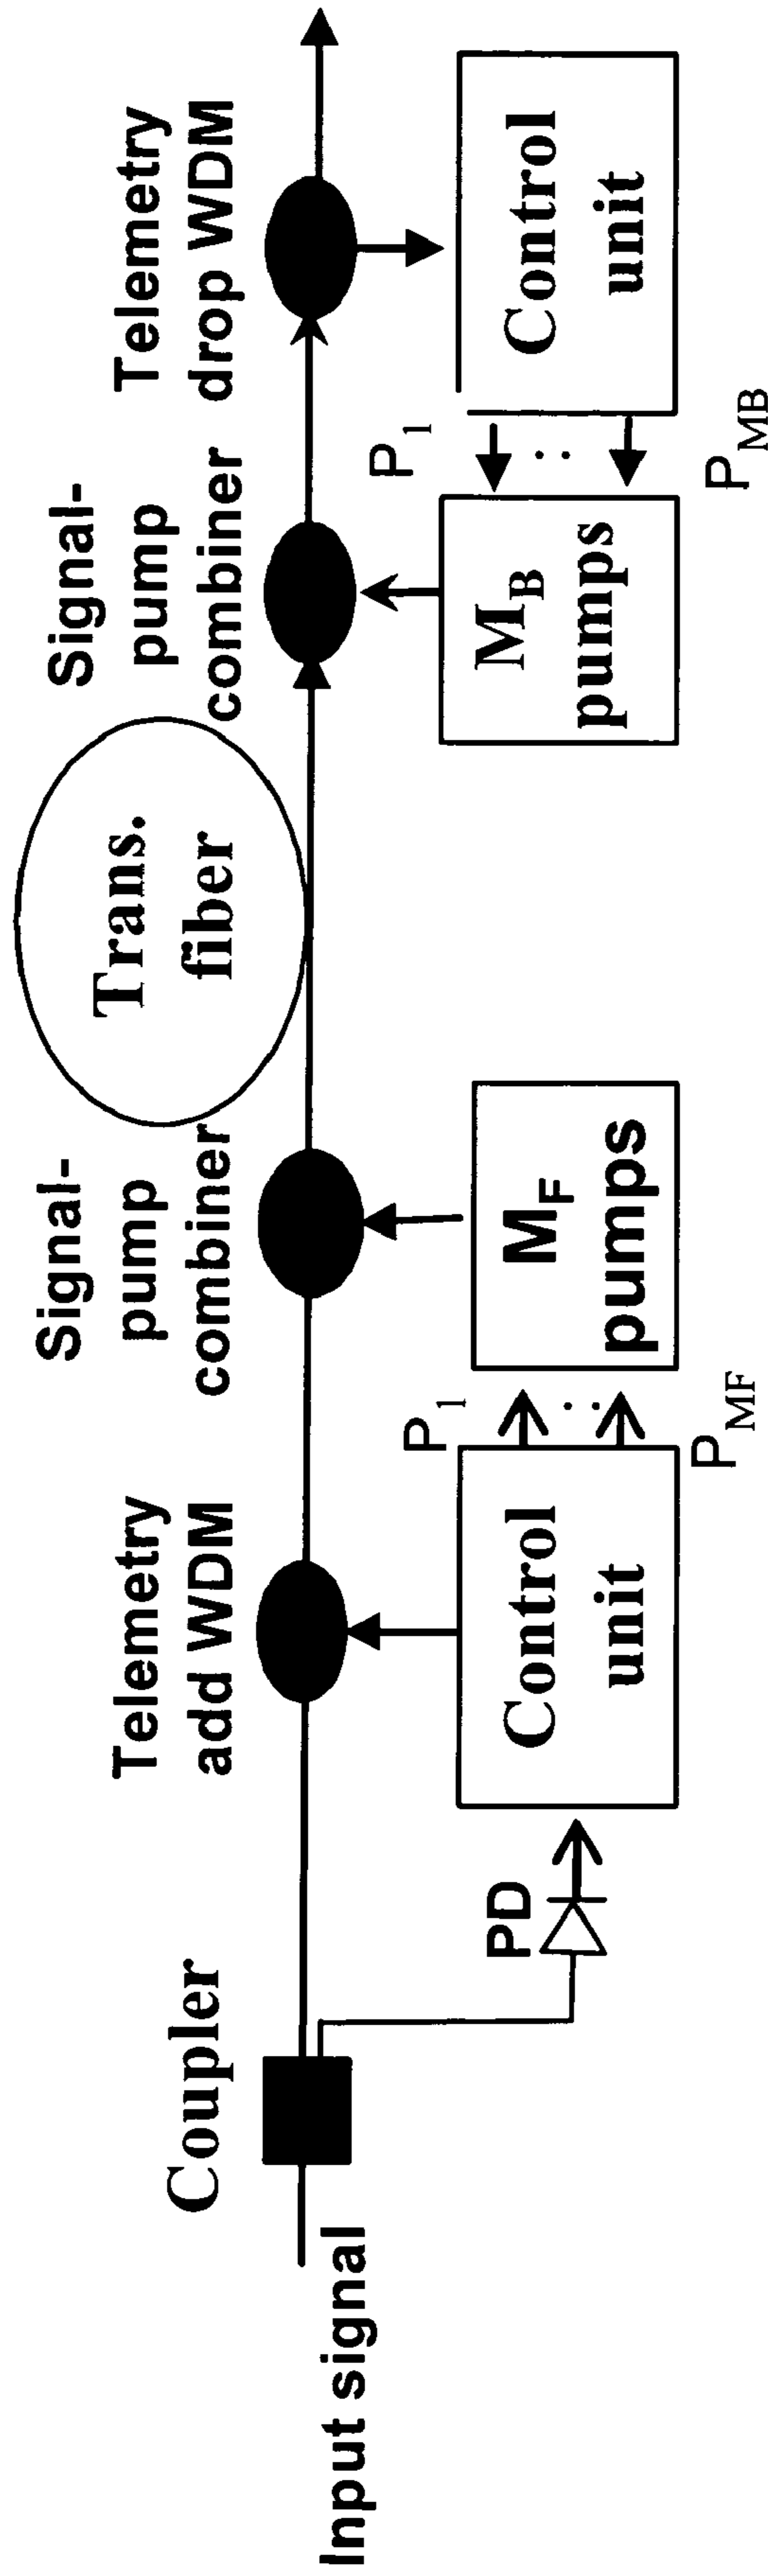 Input signal
Coupler
PD
Telemetry
add WDM
Control
unit
P1
PMF
Signal-
pump
combiner
MF
pumps
Trans.
fiber
Signal-
pump
combiner
MB
pumps
P1
PMB
Telemetry
drop WDM
Control
unit